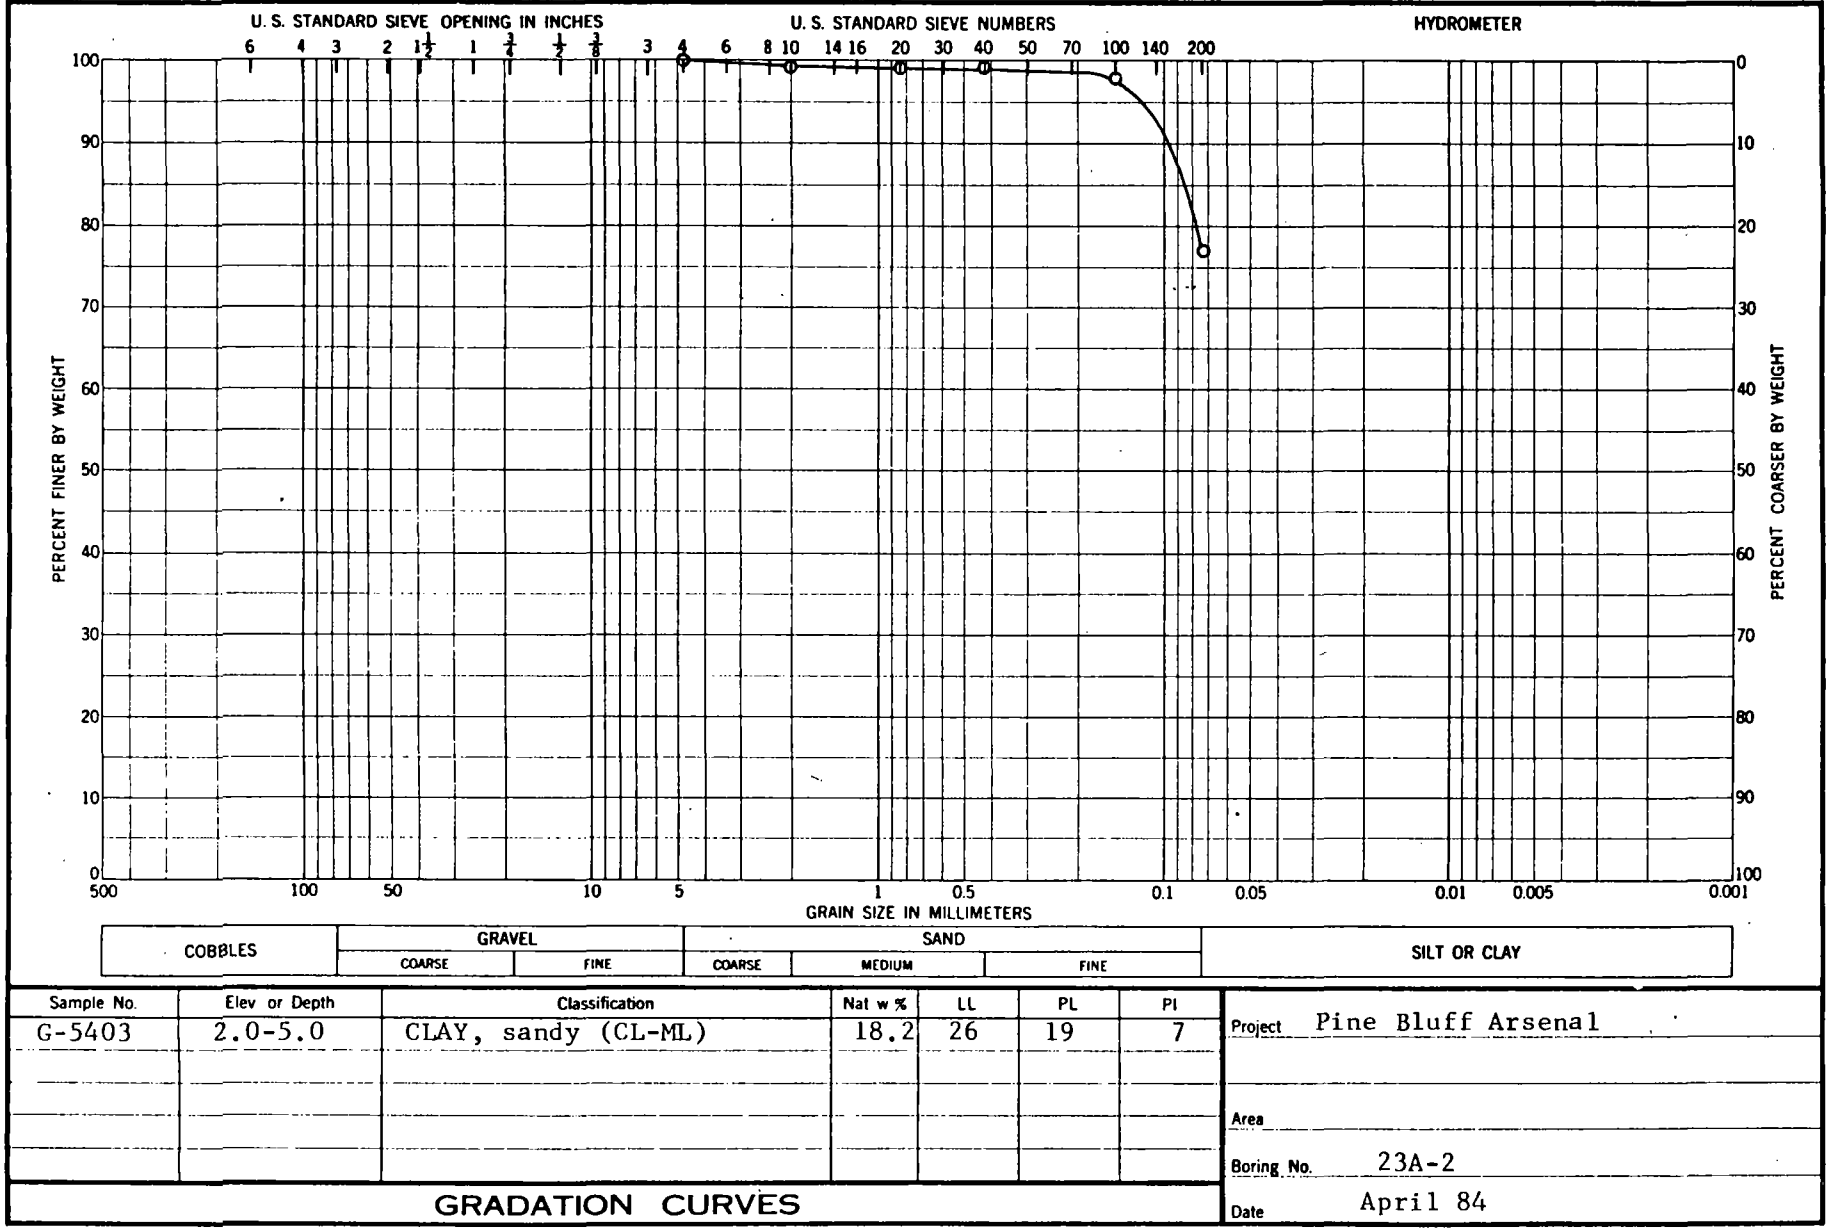 U. S. STANDARD SIEVE OPENING IN INCHES U. S. STANDARD SIEVE NUMBERS HYDROMETER
6 4 3 2 1½ 1 ¾ ½ ⅜ 3 4 6 8 10 14 16 20 30 40 50 70 100 140 200
100 0
90 10
80 20
70 30
60 40
50 50
40 60
30 70
20 80
10 90
0 100
PERCENT FINER BY WEIGHT
PERCENT COARSER BY WEIGHT
500 100 50 10 5 1 0.5 0.1 0.05 0.01 0.005 0.001
GRAIN SIZE IN MILLIMETERS
COBBLES GRAVEL SAND SILT OR CLAY
COARSE FINE COARSE MEDIUM FINE
Sample No. Elev or Depth Classification Nat w % LL PL PI
G-5403 2.0-5.0 CLAY, sandy (CL-ML) 18.2 26 19 7
Project Pine Bluff Arsenal
Area
Boring No. 23A-2
GRADATION CURVES
Date April 84